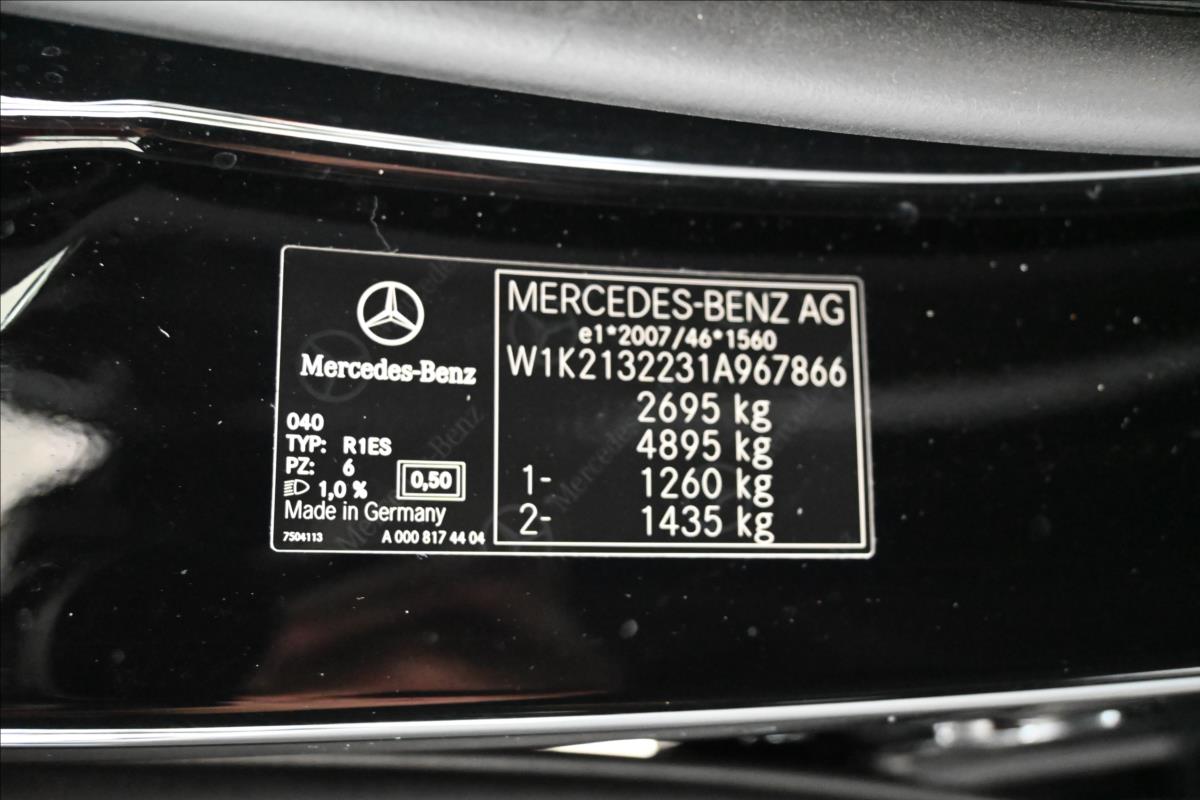 Mercedes-Benz
040
TYP: R1ES
PZ: 6
1,0 %
0,50
Made in Germany
7504113 A 000 817 44 04
MERCEDES-BENZ AG
e1*2007/46*1560
W1K2132231A967866
2695 kg
4895 kg
1- 1260 kg
2- 1435 kg